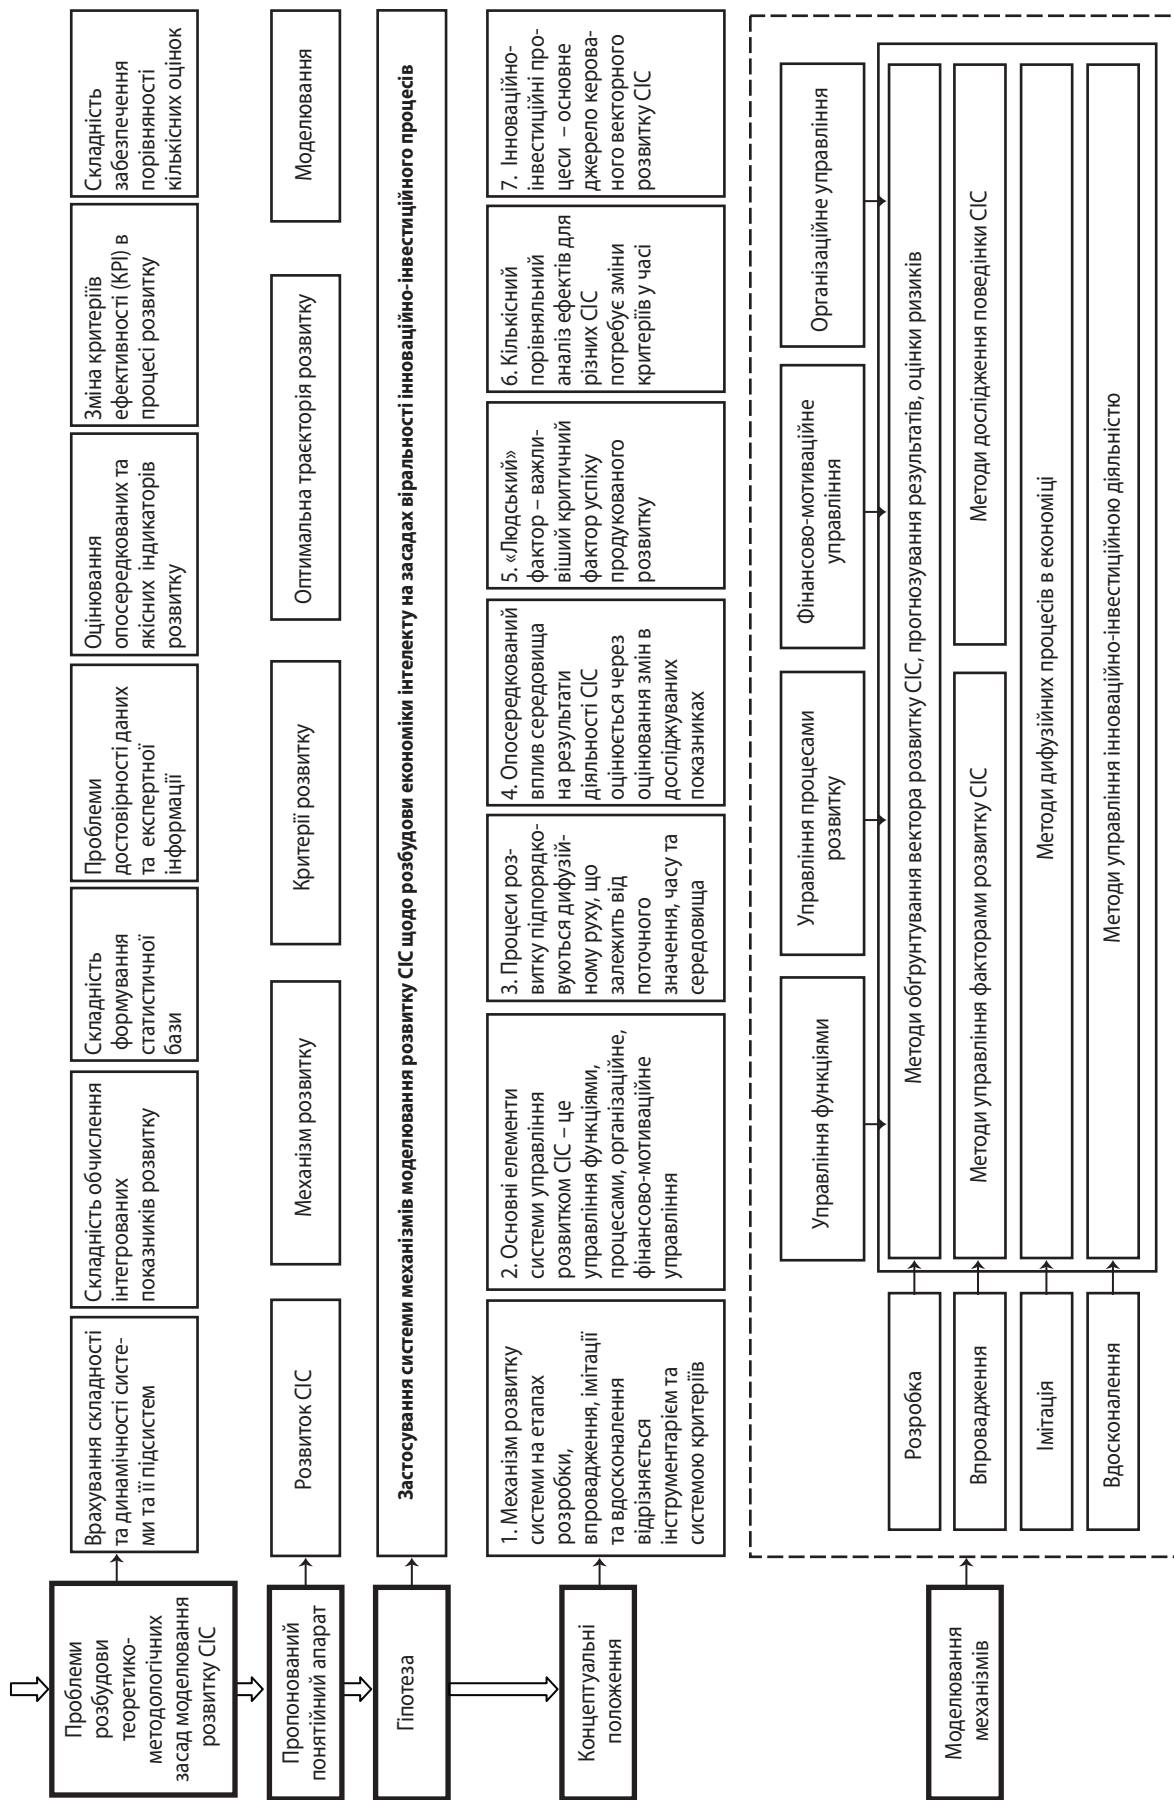 Проблеми
розбудови
теоретико-
методологічних
засад моделювання
розвитку СІС
Врахування складності
та динамічності систе-
ми та її підсистем
Складність обчислення
інтегрованих
показників розвитку
Складність
формування
статистичної
бази
Проблеми
достовірності даних
та експертної
інформації
Оцінювання
опосередкованих та
якісних індикаторів
розвитку
Зміна критеріїв
ефективності (KPI) в
процесі розвитку
Складність
забезпечення
порівняності
кількісних оцінок
Пропонований
понятійний апарат
Розвиток СІС
Механізм розвитку
Критерії розвитку
Оптимальна траєкторія розвитку
Моделювання
Гіпотеза
Застосування системи механізмів моделювання розвитку СІС щодо розбудови економіки інтелекту на засадах віральності інноваційно-інвестиційного процесів
Концептуальні
положення
1. Механізм розвитку
системи на етапах
розробки,
впровадження, імітації
та вдосконалення
відрізняється
інструментарієм та
системою критеріїв
2. Основні елементи
системи управління
розвитком СІС – це
управління функціями,
процесами, організаційне,
фінансово-мотиваційне
управління
3. Процеси роз-
витку підпорядко-
вуються дифузій-
ному руху, що
залежить від
поточного
значення, часу та
середовища
4. Опосередкований
вплив середовища
на результати
діяльності СІС
оцінюється через
оцінювання змін в
досліджуваних
показниках
5. «Людський»
фактор – важли-
віший критичний
фактор успіху
продукованого
розвитку
6. Кількісний
порівняльний
аналіз ефектів для
різних СІС
потребує зміни
критеріїв у часі
7. Інноваційно-
інвестиційні про-
цеси – основне
джерело керова-
ного векторного
розвитку СІС
Моделювання
механізмів
Управління функціями
Управління процесами
розвитку
Фінансово-мотиваційне
управління
Організаційне управління
Розробка
Методи обґрунтування вектора розвитку СІС, прогнозування результатів, оцінки ризиків
Впровадження
Методи управління факторами розвитку СІС
Методи дослідження поведінки СІС
Імітація
Методи дифузійних процесів в економіці
Вдосконалення
Методи управління інноваційно-інвестиційною діяльністю